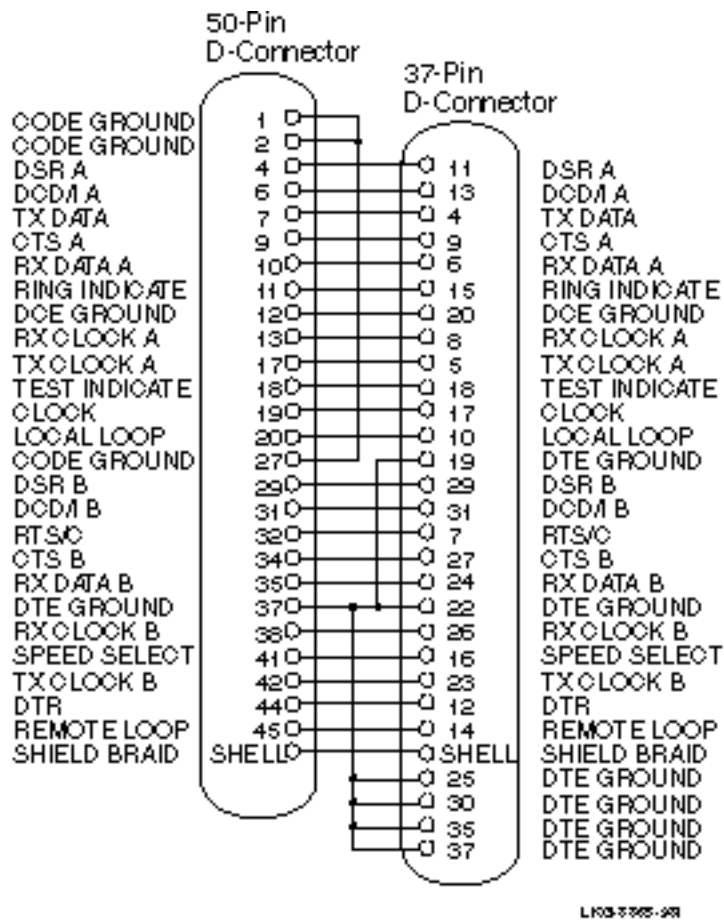 50-Pin
D-Connector
37-Pin
D-Connector
CODE GROUND 1
CODE GROUND 2
DSR A 4 11 DSR A
DCD/I A 6 13 DCD/I A
TX DATA 7 4 TX DATA
CTS A 9 9 CTS A
RX DATA A 10 6 RX DATA A
RING INDICATE 11 15 RING INDICATE
DCE GROUND 12 20 DCE GROUND
RX CLOCK A 13 8 RX CLOCK A
TX CLOCK A 17 5 TX CLOCK A
TEST INDICATE 18 18 TEST INDICATE
CLOCK 19 17 CLOCK
LOCAL LOOP 20 10 LOCAL LOOP
CODE GROUND 27 19 DTE GROUND
DSR B 29 29 DSR B
DCD/I B 31 31 DCD/I B
RTS/C 32 7 RTS/C
CTS B 34 27 CTS B
RX DATA B 35 24 RX DATA B
DTE GROUND 37 22 DTE GROUND
RX CLOCK B 38 26 RX CLOCK B
SPEED SELECT 41 16 SPEED SELECT
TX CLOCK B 42 23 TX CLOCK B
DTR 44 12 DTR
REMOTE LOOP 45 14 REMOTE LOOP
SHIELD BRAID SHELL SHELL SHIELD BRAID
25 DTE GROUND
30 DTE GROUND
35 DTE GROUND
37 DTE GROUND